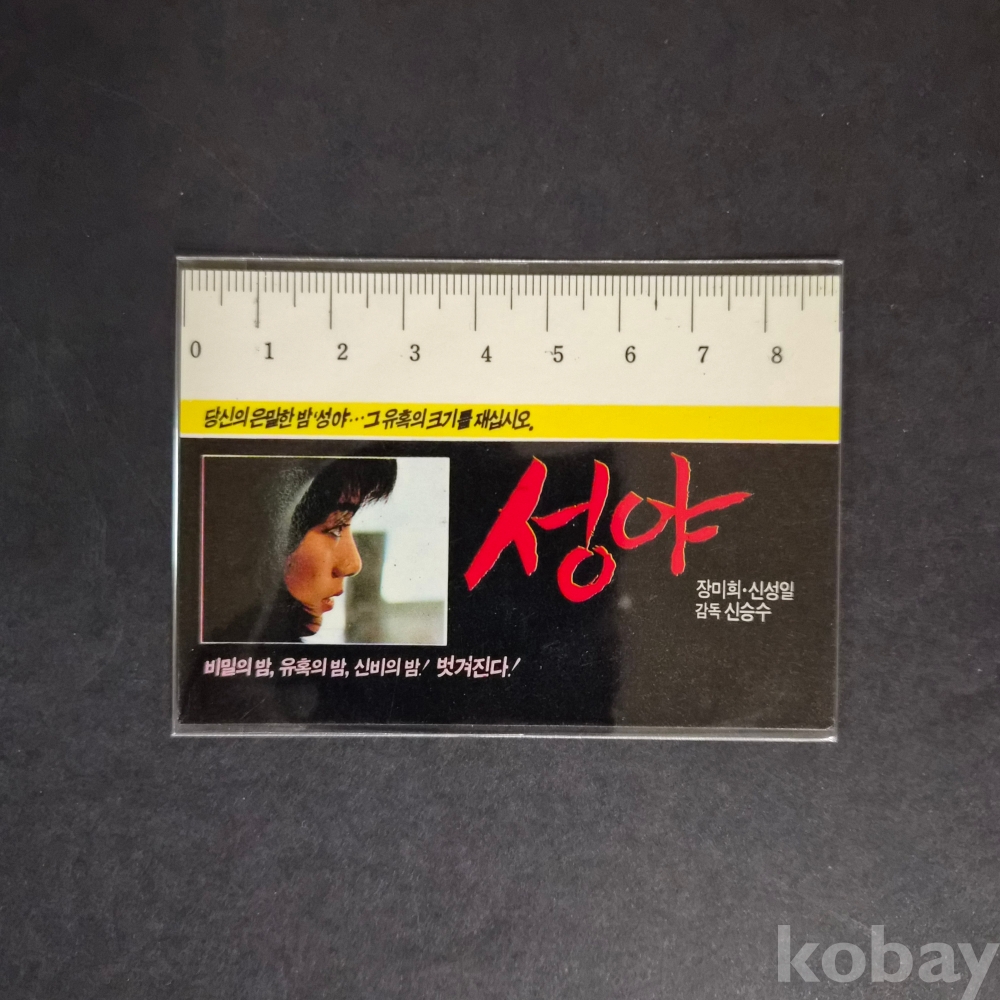 0 1 2 3 4 5 6 7 8
당신의 은밀한 밤 '성야… 그 유혹의 크기를 재십시오.
성야
장미희·신성일
감독 신승수
비밀의 밤, 유혹의 밤, 신비의 밤! 벗겨진다!
kobay